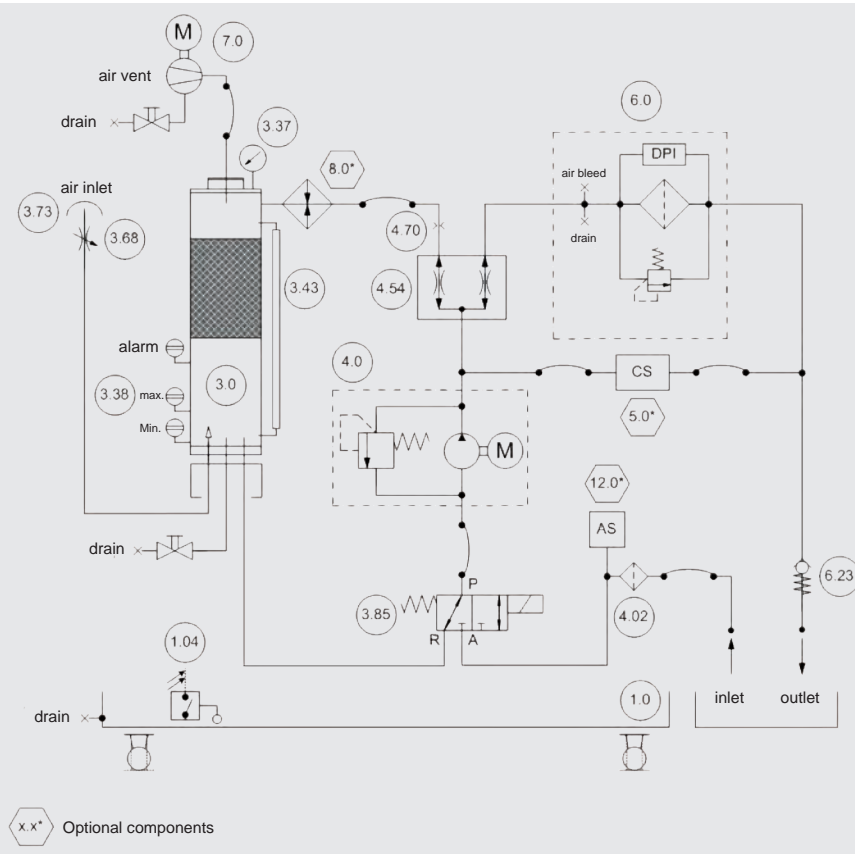 M
7.0
air vent
drain
3.37
6.0
8.0*
DPI
air inlet
air bleed
3.73
3.68
4.70
drain
3.43
4.54
alarm
4.0
CS
3.0
3.38
max.
Min.
5.0*
M
12.0*
AS
drain
P
6.23
3.85
4.02
R
A
1.04
1.0
inlet
outlet
drain
x.x*
Optional components